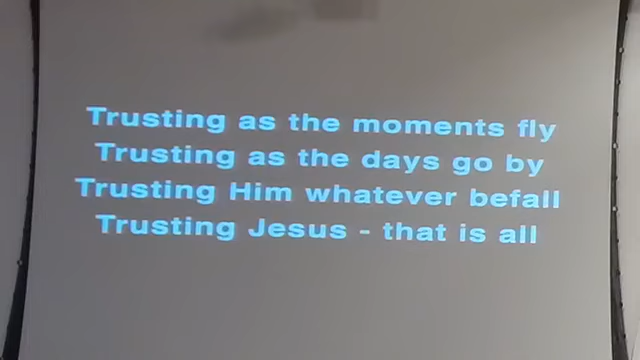 Trusting as the moments fly
Trusting as the days go by
Trusting Him whatever befall
Trusting Jesus - that is all